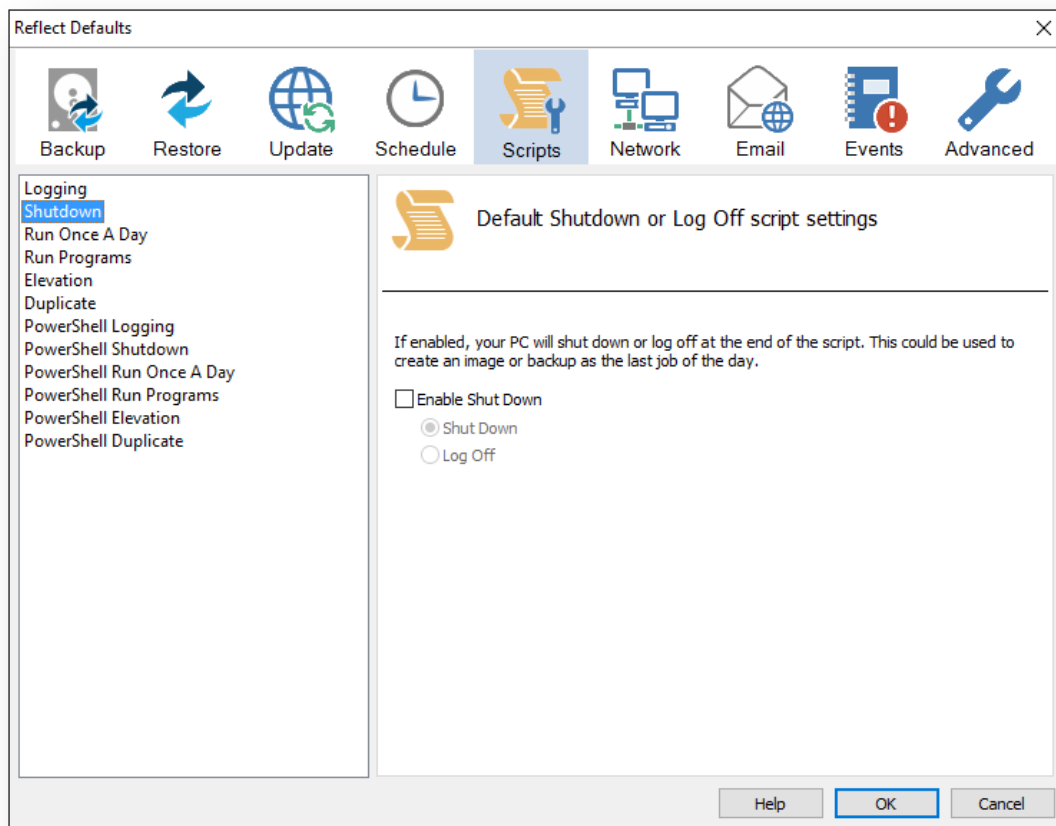 Reflect Defaults
Backup
Restore
Update
Schedule
Scripts
Network
Email
Events
Advanced
Logging
Shutdown
Run Once A Day
Run Programs
Elevation
Duplicate
PowerShell Logging
PowerShell Shutdown
PowerShell Run Once A Day
PowerShell Run Programs
PowerShell Elevation
PowerShell Duplicate
Default Shutdown or Log Off script settings
If enabled, your PC will shut down or log off at the end of the script. This could be used to
create an image or backup as the last job of the day.
Enable Shut Down
Shut Down
Log Off
Help
OK
Cancel